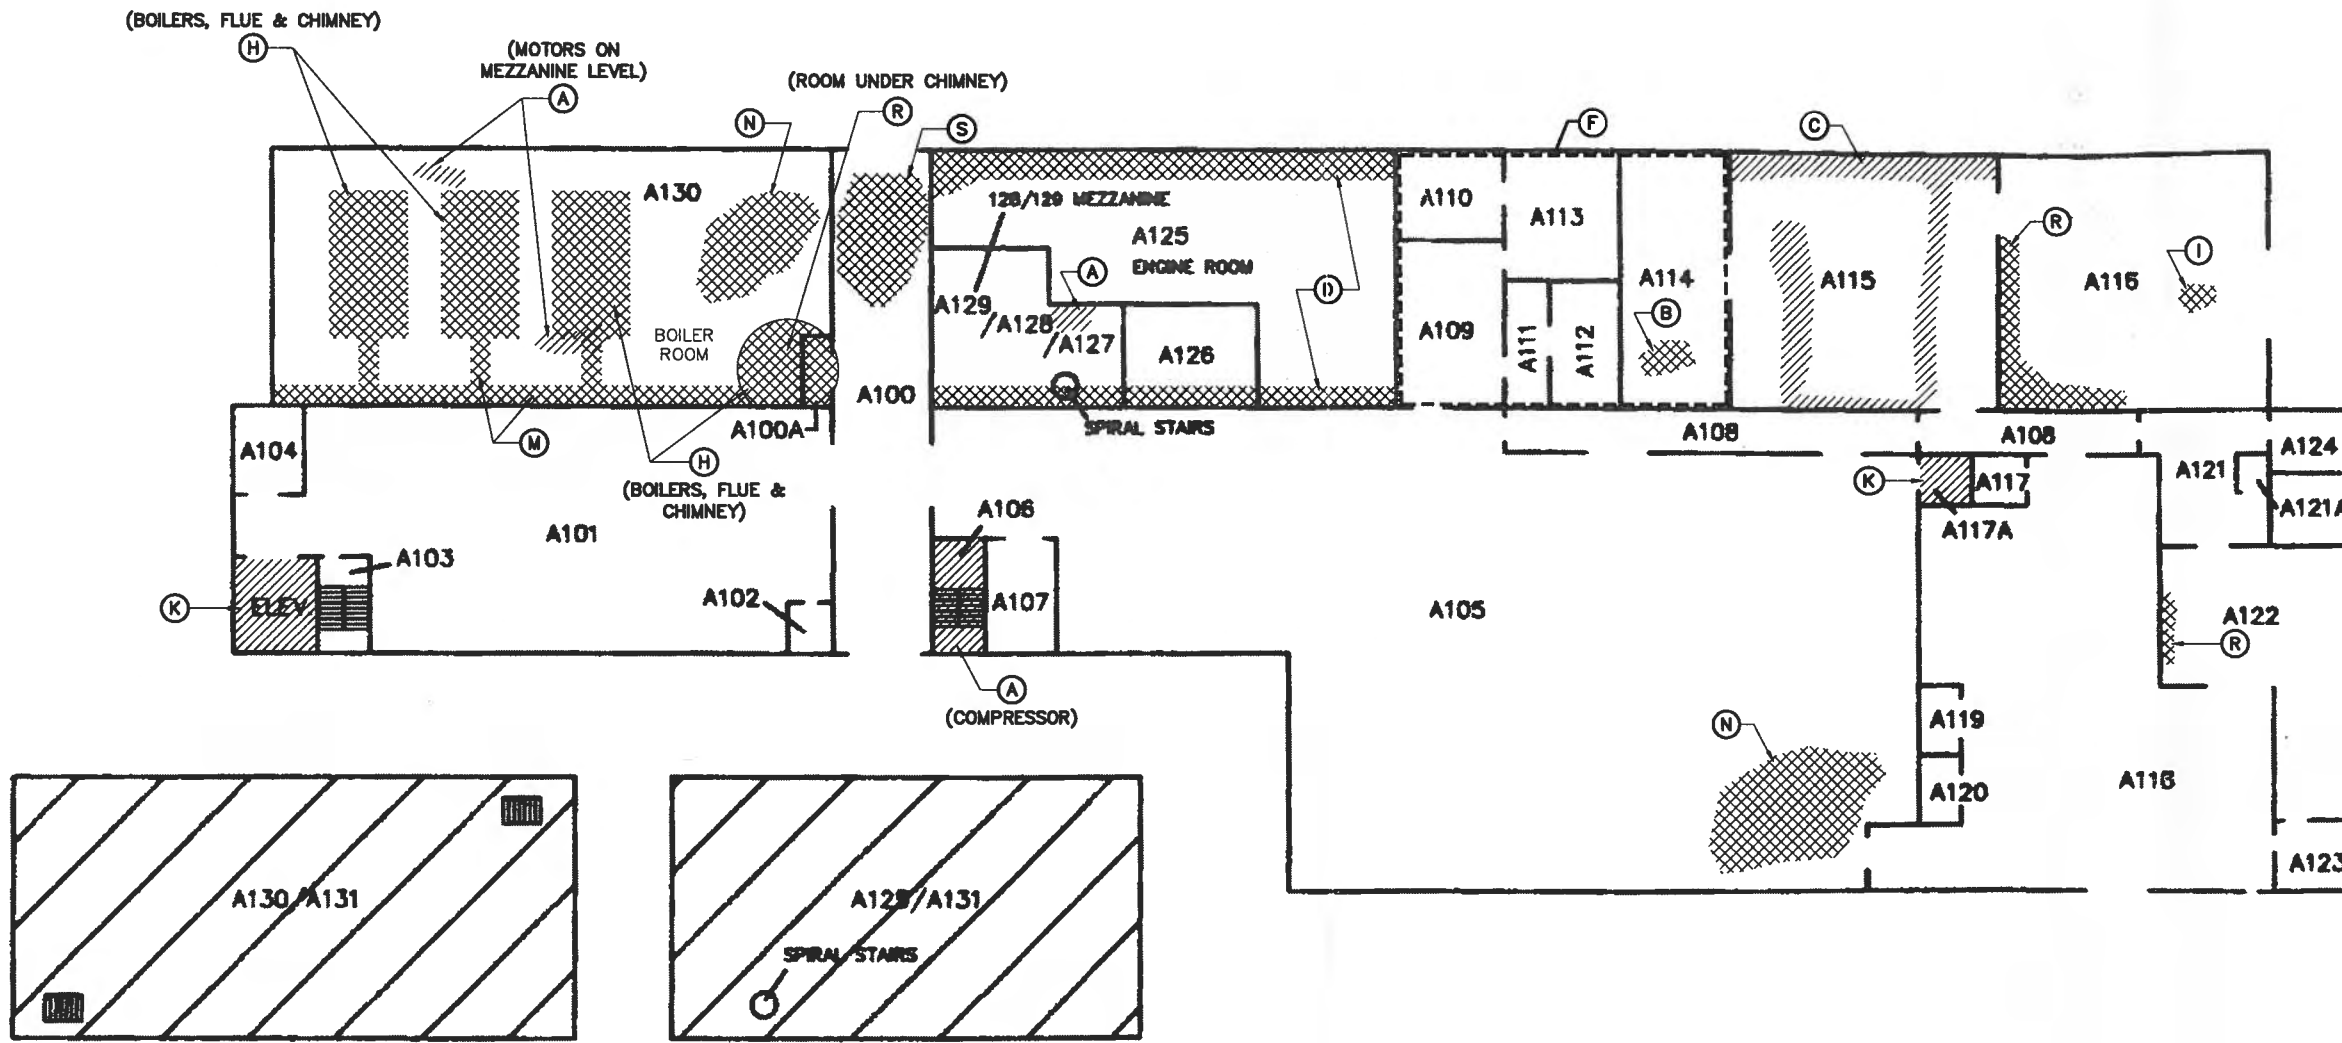 (BOILERS, FLUE & CHIMNEY)
H
(MOTORS ON
MEZZANINE LEVEL)
A
(ROOM UNDER CHIMNEY)
R
N
S
F
C
A130
128/129 MEZZANINE
A125
ENGINE ROOM
A
D
A110
A113
A114
B
A115
R
A116
I
A129
/A128
/A127
A126
A109
A111
A112
BOILER
ROOM
A100
A100A
SPIRAL STAIRS
A104
M
H
(BOILERS, FLUE &
CHIMNEY)
A108
A108
A124
A121
A121A
K
A117
A117A
A101
A103
A106
K
ELEV
A102
A107
A105
A122
R
A
(COMPRESSOR)
N
A119
A120
A118
A123
A130/A131
A125/A131
SPIRAL STAIRS